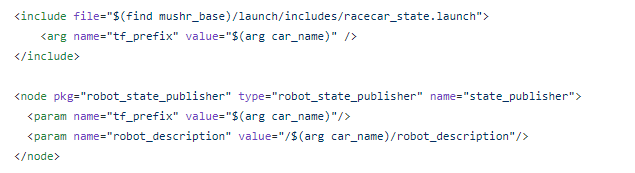 <include file="$(find mushr_base)/launch/includes/racecar_state.launch">
<arg name="tf_prefix" value="$(arg car_name)" />
</include>
<node pkg="robot_state_publisher" type="robot_state_publisher" name="state_publisher">
<param name="tf_prefix" value="$(arg car_name)"/>
<param name="robot_description" value="/$(arg car_name)/robot_description"/>
</node>